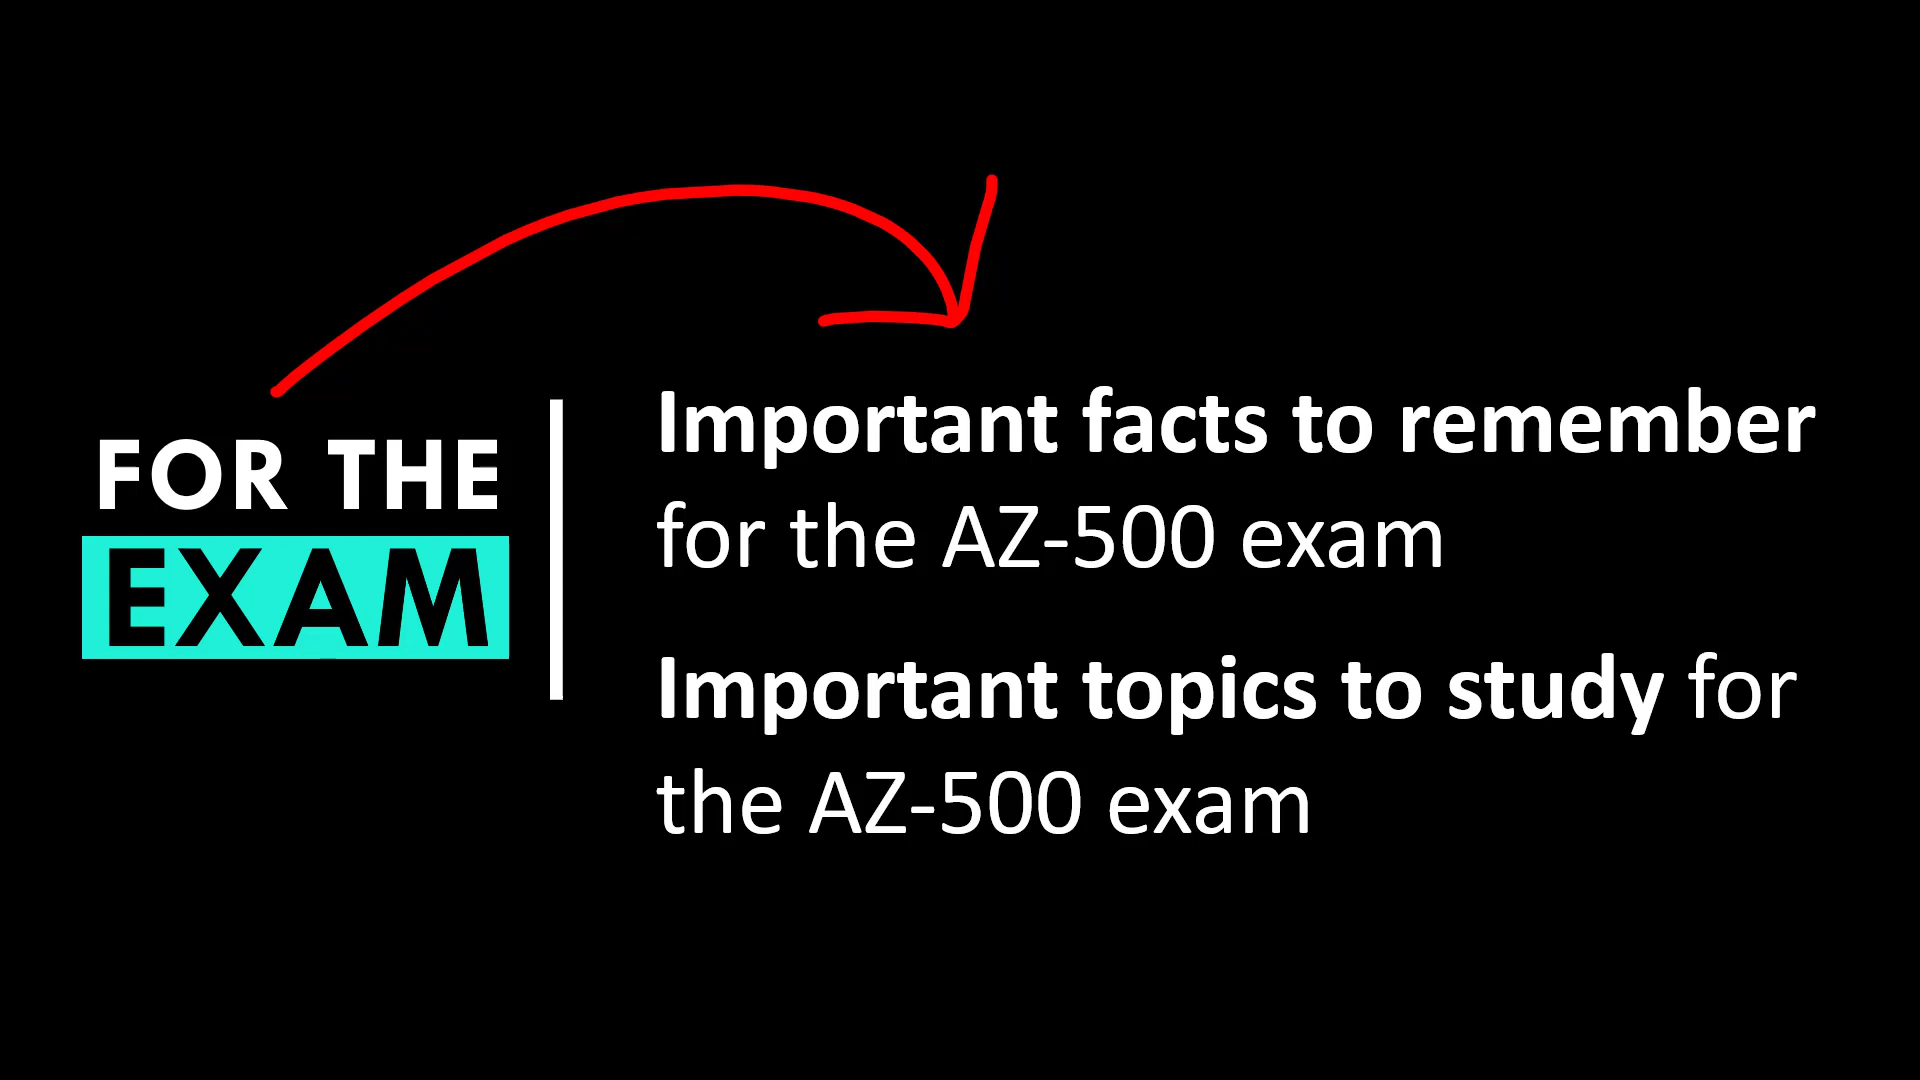 FOR THE
EXAM
Important facts to remember
for the AZ-500 exam
Important topics to study for
the AZ-500 exam